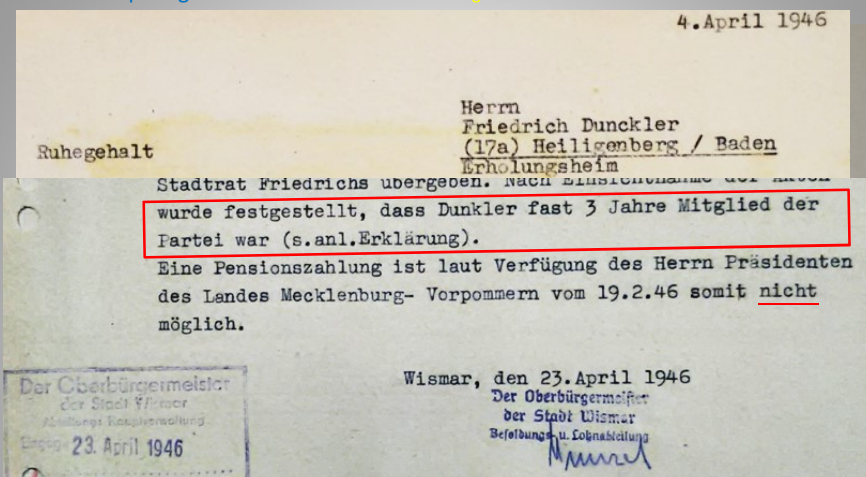 4.April 1946
Herrn
Friedrich Dunckler
(17a) Heiligenberg / Baden
Ruhegehalt
Erholungsheim
Stadtrat Friedrichs übergeben. Nach Einsichtnahme der Akten
wurde festgestellt, dass Dunkler fast 3 Jahre Mitglied der
Partei war (s.anl.Erklärung).
Eine Pensionszahlung ist laut Verfügung des Herrn Präsidenten
des Landes Mecklenburg- Vorpommern vom 19.2.46 somit nicht
möglich.
Wismar, den 23.April 1946
Der Oberbürgermeister
der Stadt Wismar
Besoldungs- u. Lohnabteilung
Der Oberbürgermeister
der Stadt Wismar
23. April 1946